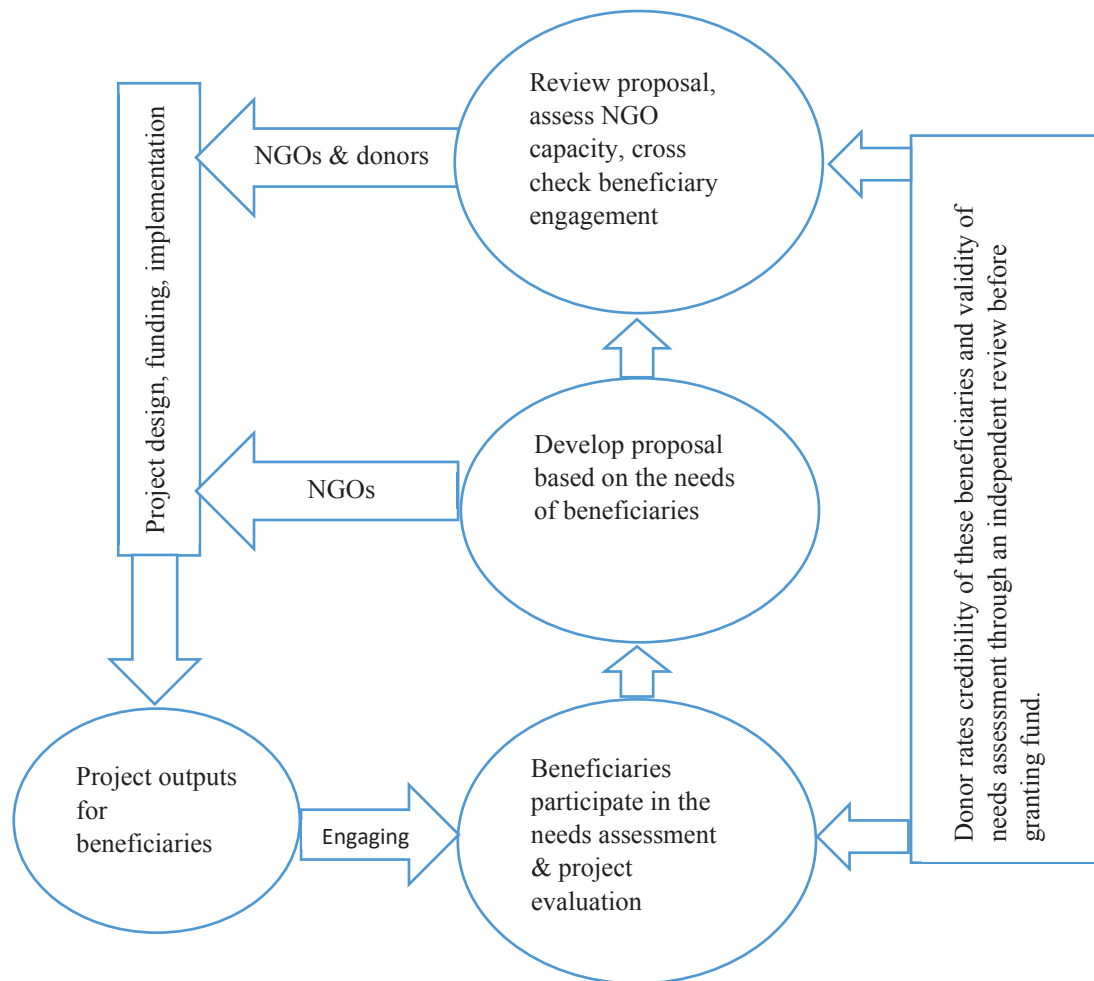 Review proposal,
assess NGO
capacity, cross
check beneficiary
engagement
NGOs & donors
Project design, funding, implementation
Develop proposal
based on the needs
of beneficiaries
NGOs
Donor rates credibility of these beneficiaries and validity of
needs assessment through an independent review before
granting fund.
Project outputs
for
beneficiaries
Engaging
Beneficiaries
participate in the
needs assessment
& project
evaluation